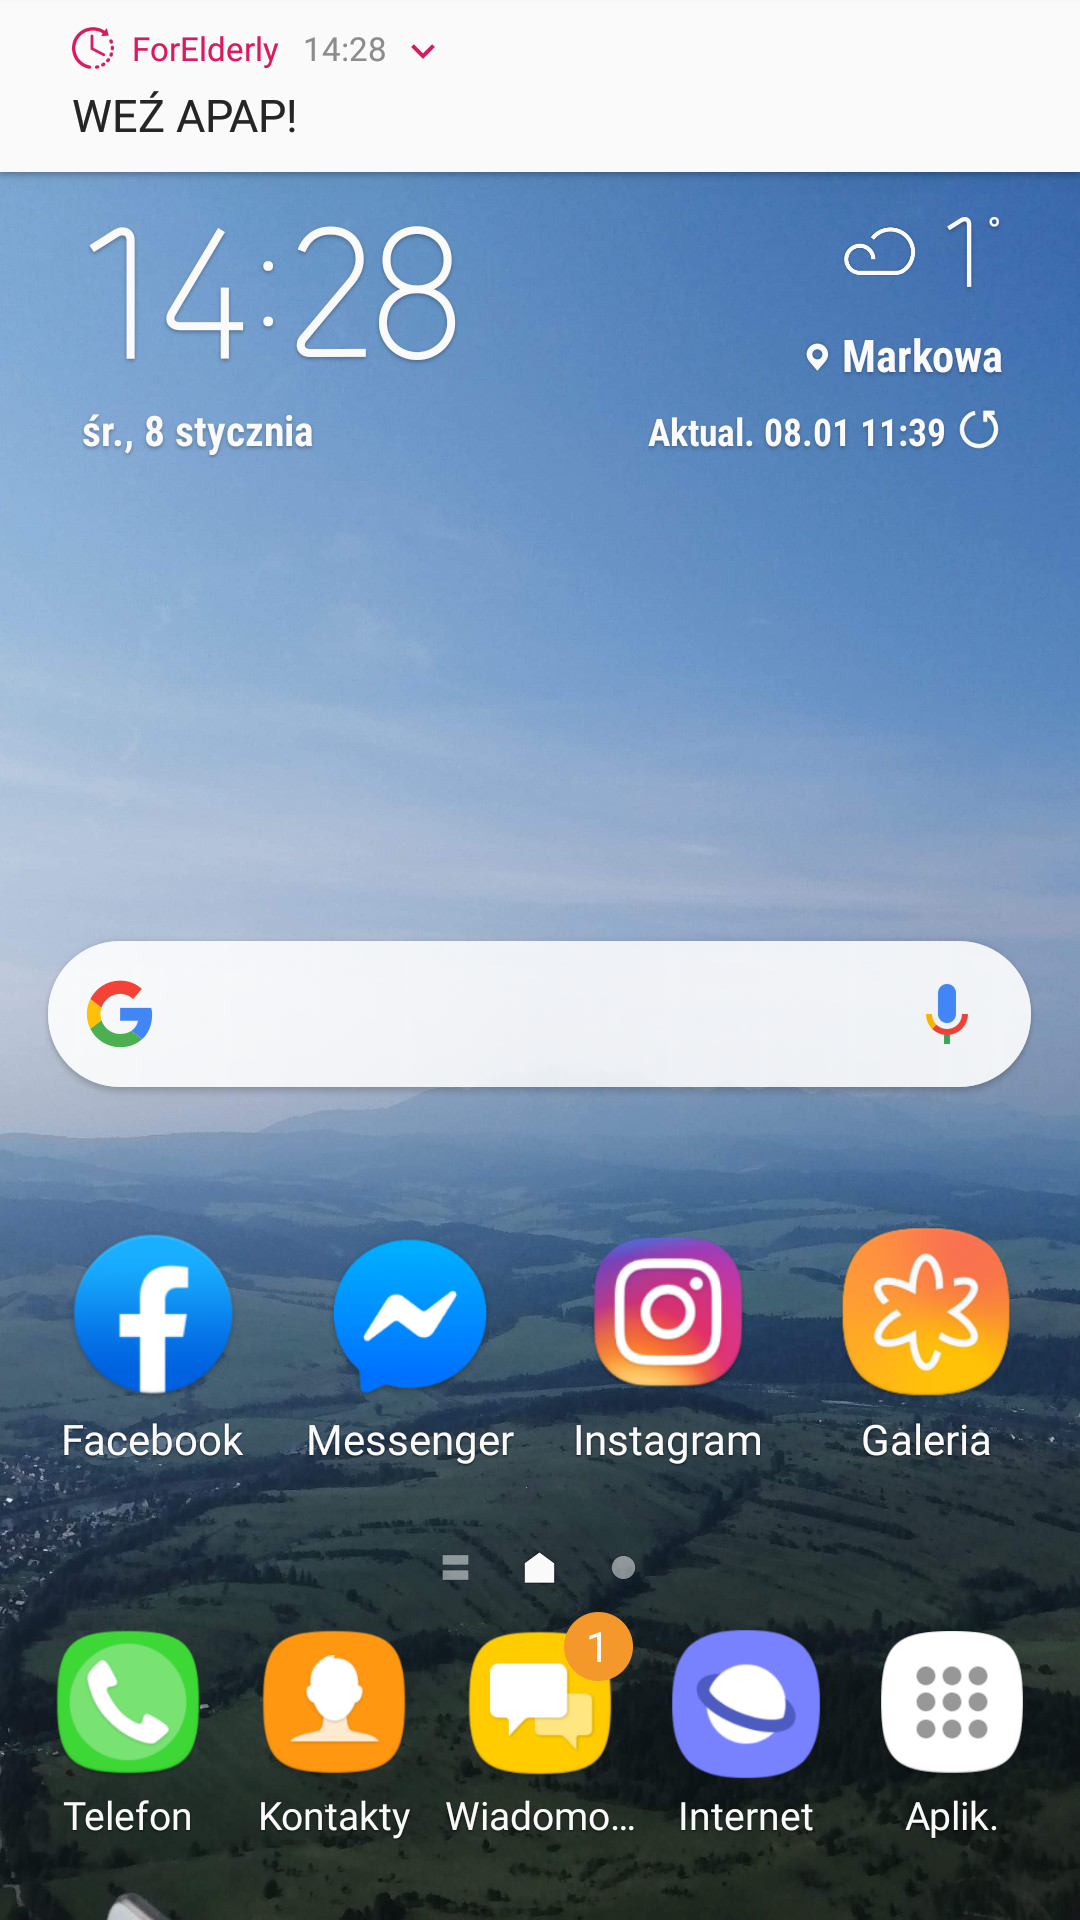 ForElderly 14:28
WEŹ APAP!
14:28
1°
Markowa
śr., 8 stycznia
Aktual. 08.01 11:39
Facebook Messenger Instagram Galeria
1
Telefon Kontakty Wiadomo... Internet Aplik.